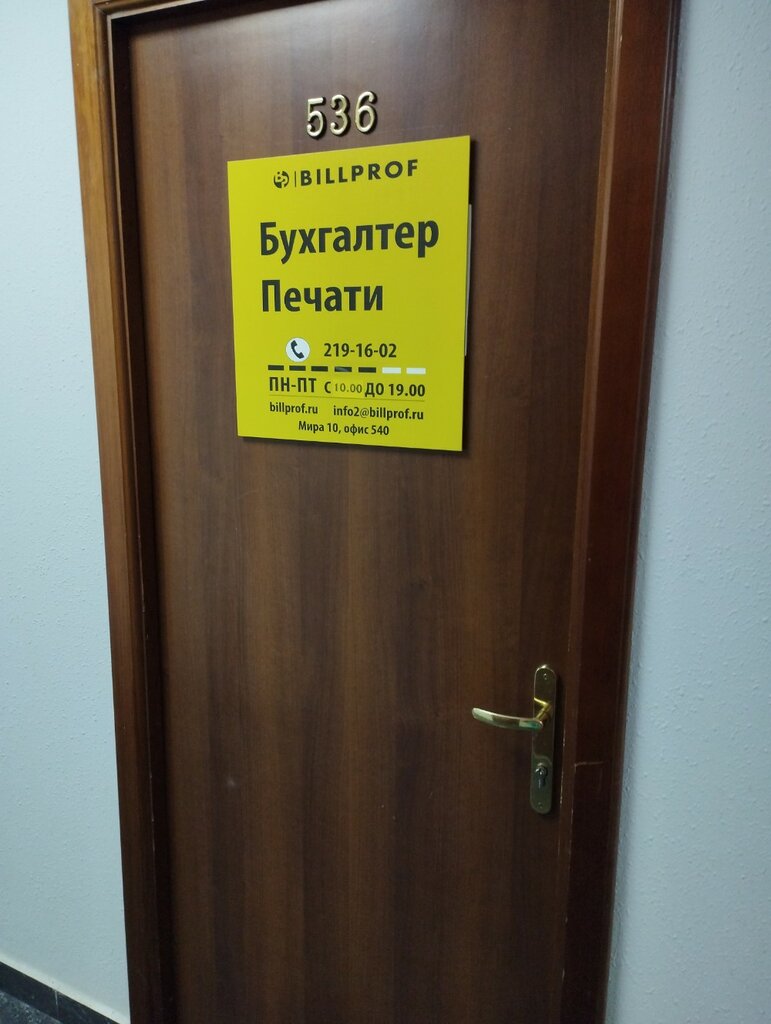 536
BILLPROF
Бухгалтер
Печати
219-16-02
ПН-ПТ С 10.00 ДО 19.00
billprof.ru info2@billprof.ru
Мира 10, офис 540